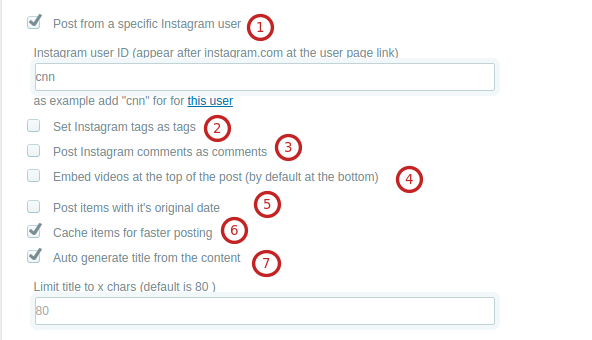 Post from a specific Instagram user 1
Instagram user ID (appear after instagram.com at the user page link)
cnn
as example add "cnn" for for this user
Set Instagram tags as tags 2
Post Instagram comments as comments 3
Embed videos at the top of the post (by default at the bottom) 4
Post items with it's original date 5
Cache items for faster posting 6
Auto generate title from the content 7
Limit title to x chars (default is 80 )
80